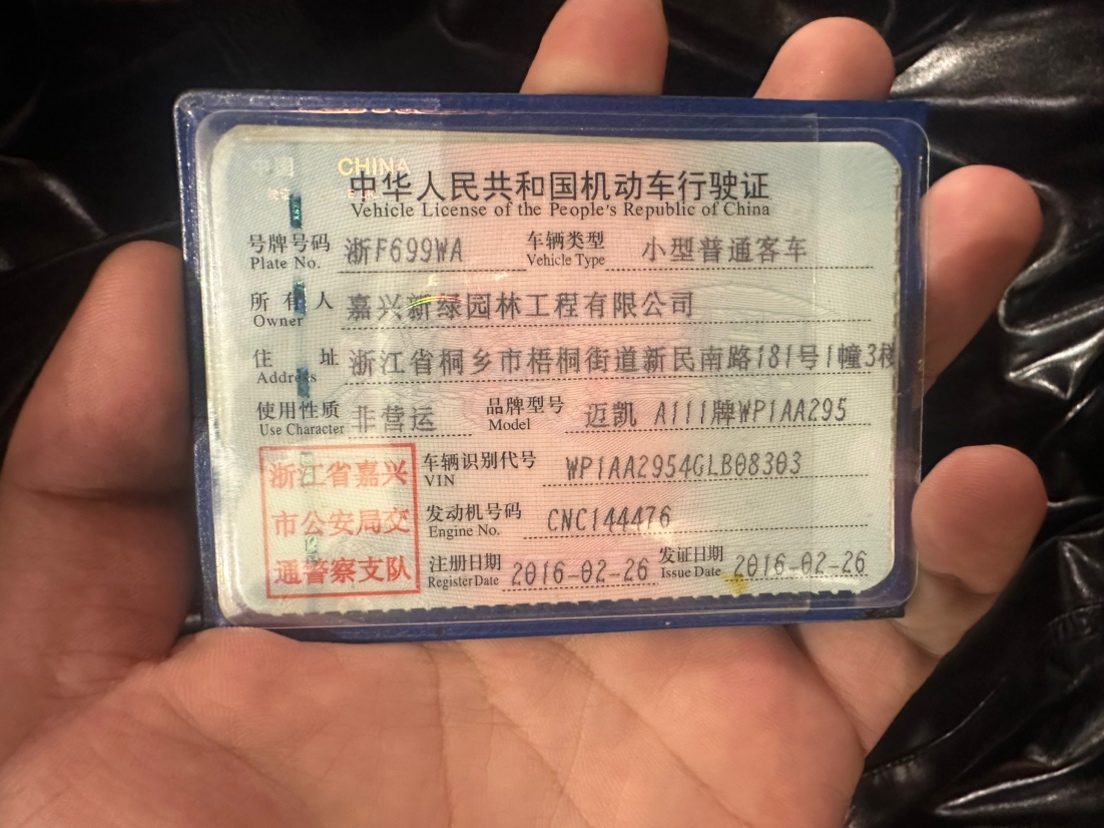 中国 CHINA
中华人民共和国机动车行驶证
Vehicle License of the People's Republic of China
号牌号码 浙F699WA 车辆类型 小型普通客车
Plate No. Vehicle Type
所有人 嘉兴新绿园林工程有限公司
Owner
住址 浙江省桐乡市梧桐街道新民南路181号1幢3楼
Address
使用性质 非营运 品牌型号 迈凯 A111牌WP1AA295
Use Character Model
浙江省嘉兴
市公安局交
通警察支队
车辆识别代号 WP1AA2954GLB08303
VIN
发动机号码 CNC144476
Engine No.
注册日期 2016-02-26 发证日期 2016-02-26
Register Date Issue Date